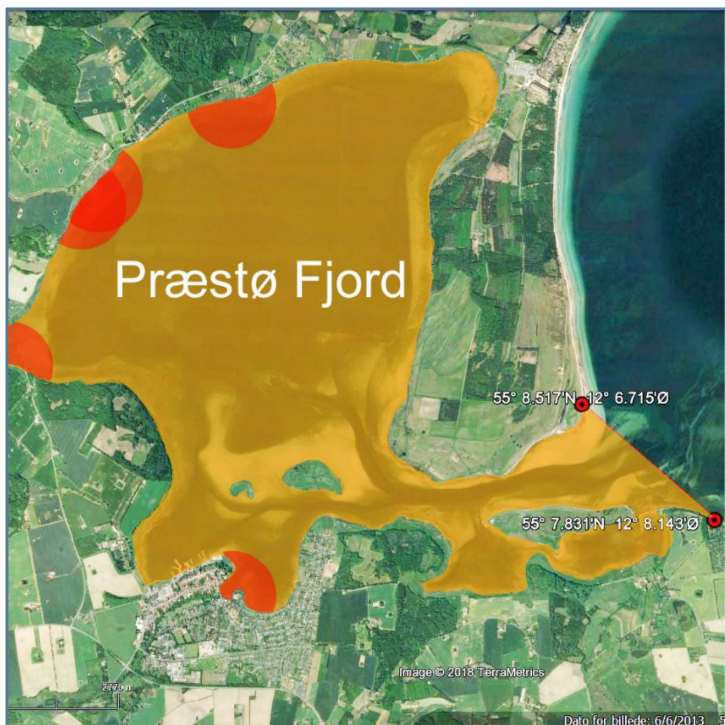 Præstø Fjord
55° 8.517'N 12° 6.715'Ø
55° 7.831'N 12° 8.143'Ø
Image © 2018 TerraMetrics
2770 m
Dato for billede: 6/6/2013